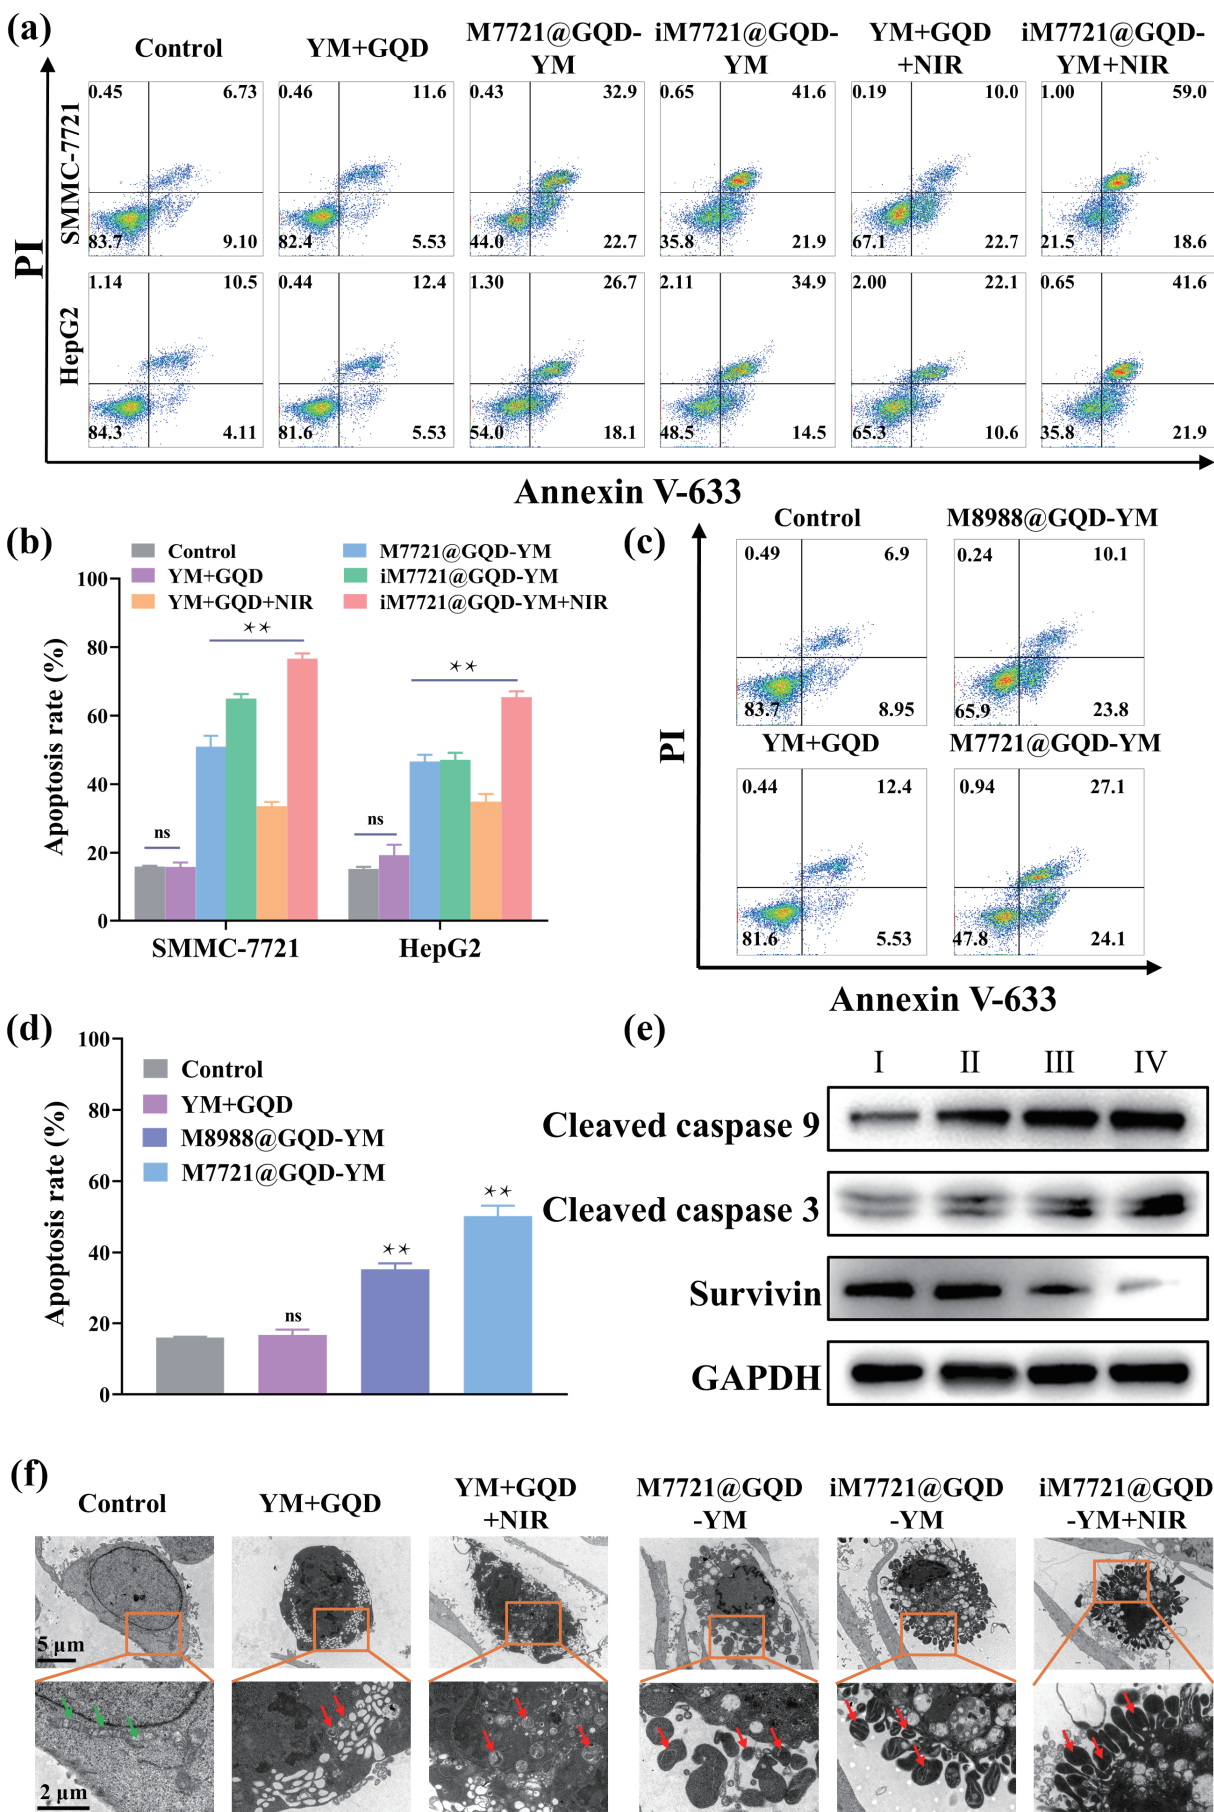 (a)
Control
YM+GQD
M7721@GQD-
YM
iM7721@GQD-
YM
YM+GQD
+NIR
iM7721@GQD-
YM+NIR
PI
SMMC-7721
0.45 6.73
83.7 9.10
0.46 11.6
82.4 5.53
0.43 32.9
44.0 22.7
0.65 41.6
35.8 21.9
0.19 10.0
67.1 22.7
1.00 59.0
21.5 18.6
HepG2
1.14 10.5
84.3 4.11
0.44 12.4
81.6 5.53
1.30 26.7
54.0 18.1
2.11 34.9
48.5 14.5
2.00 22.1
65.3 10.6
0.65 41.6
35.8 21.9
Annexin V-633
(b)
Control
YM+GQD
YM+GQD+NIR
M7721@GQD-YM
iM7721@GQD-YM
iM7721@GQD-YM+NIR
Apoptosis rate (%)
100
80
60
40
20
0
ns
**
ns
**
SMMC-7721
HepG2
(c)
Control
M8988@GQD-YM
0.49 6.9
83.7 8.95
0.24 10.1
65.9 23.8
YM+GQD
M7721@GQD-YM
0.44 12.4
81.6 5.53
0.94 27.1
47.8 24.1
PI
Annexin V-633
(d)
Apoptosis rate (%)
100
80
60
40
20
0
Control
YM+GQD
M8988@GQD-YM
M7721@GQD-YM
ns
**
**
(e)
I II III IV
Cleaved caspase 9
Cleaved caspase 3
Survivin
GAPDH
(f)
Control
YM+GQD
YM+GQD
+NIR
M7721@GQD
-YM
iM7721@GQD
-YM
iM7721@GQD
-YM+NIR
5 μm
2 μm